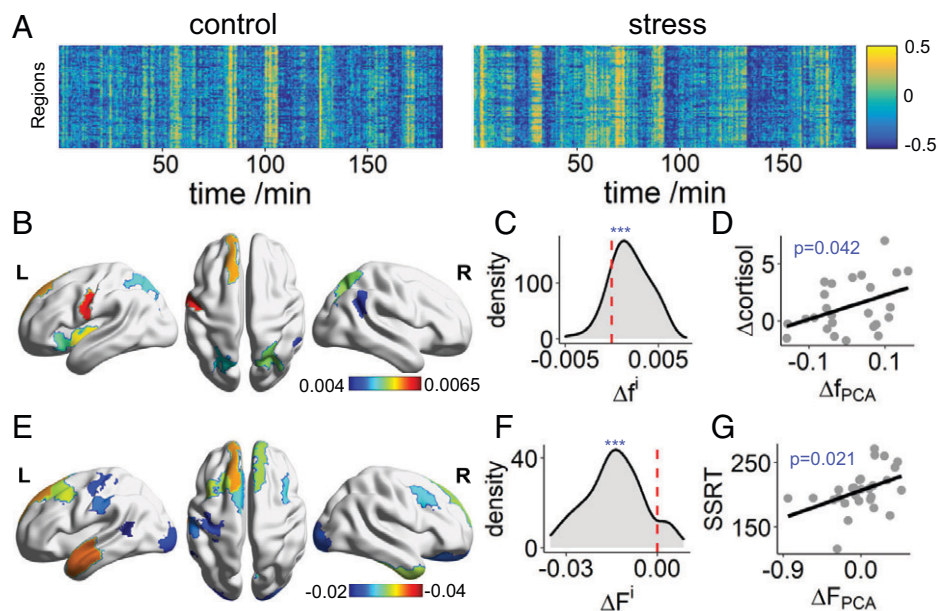 A control stress
Regions
0.5
0
-0.5
50 100 150 50 100 150
time /min time /min
B C D
L R
*** p=0.042
density
100
0
-0.005 0.005
Δf^i
Δcortisol
5
0
-0.1 0.1
Δf_PCA
0.004 0.0065
E F G
L R
*** p=0.021
density
40
0
-0.03 0.00
ΔF^i
SSRT
250
150
-0.9 0.0
ΔF_PCA
-0.02 -0.04